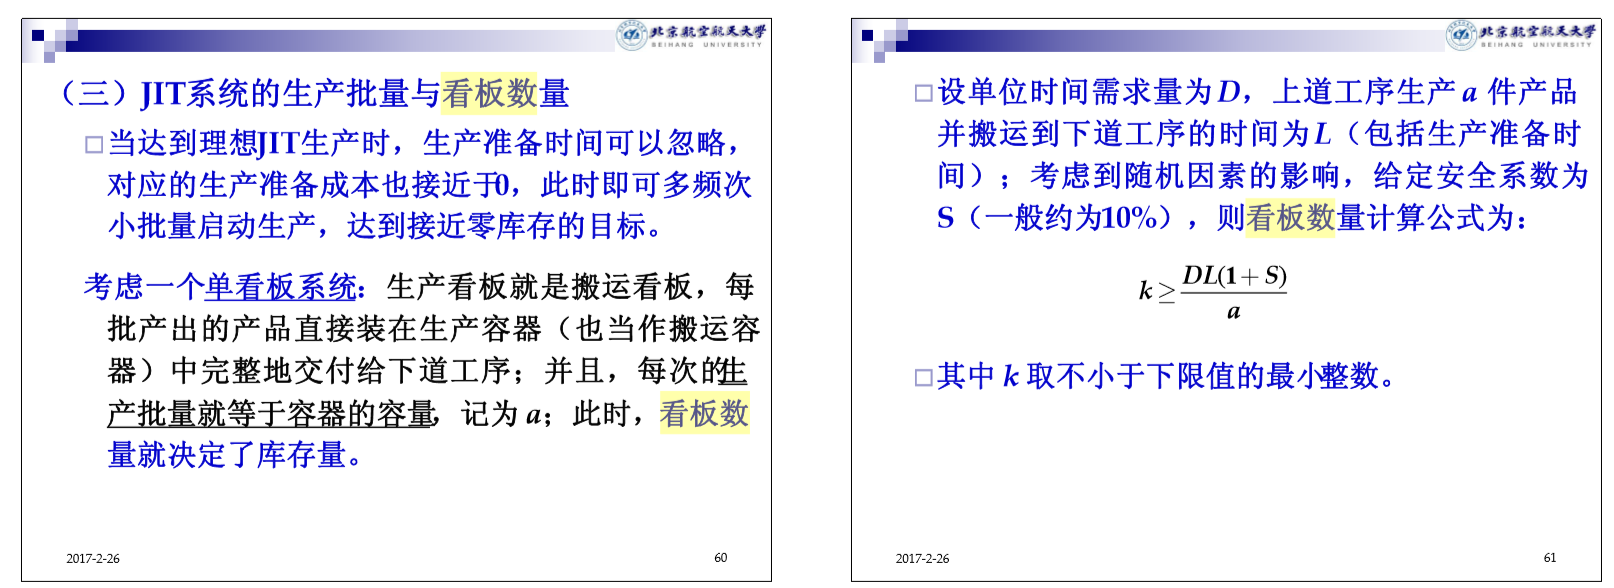 北京航空航天大学
BEIHANG UNIVERSITY
（三）JIT系统的生产批量与看板数量
当达到理想JIT生产时，生产准备时间可以忽略，
对应的生产准备成本也接近于0，此时即可多频次
小批量启动生产，达到接近零库存的目标。
考虑一个单看板系统：生产看板就是搬运看板，每
批产出的产品直接装在生产容器（也当作搬运容
器）中完整地交付给下道工序；并且，每次的生
产批量就等于容器的容量，记为 a；此时，看板数
量就决定了库存量。
2017-2-26
60
北京航空航天大学
BEIHANG UNIVERSITY
设单位时间需求量为 D，上道工序生产 a 件产品
并搬运到下道工序的时间为 L（包括生产准备时
间）；考虑到随机因素的影响，给定安全系数为
S（一般约为10%），则看板数量计算公式为：
k ≥ DL(1 + S) / a
其中 k 取不小于下限值的最小整数。
2017-2-26
61